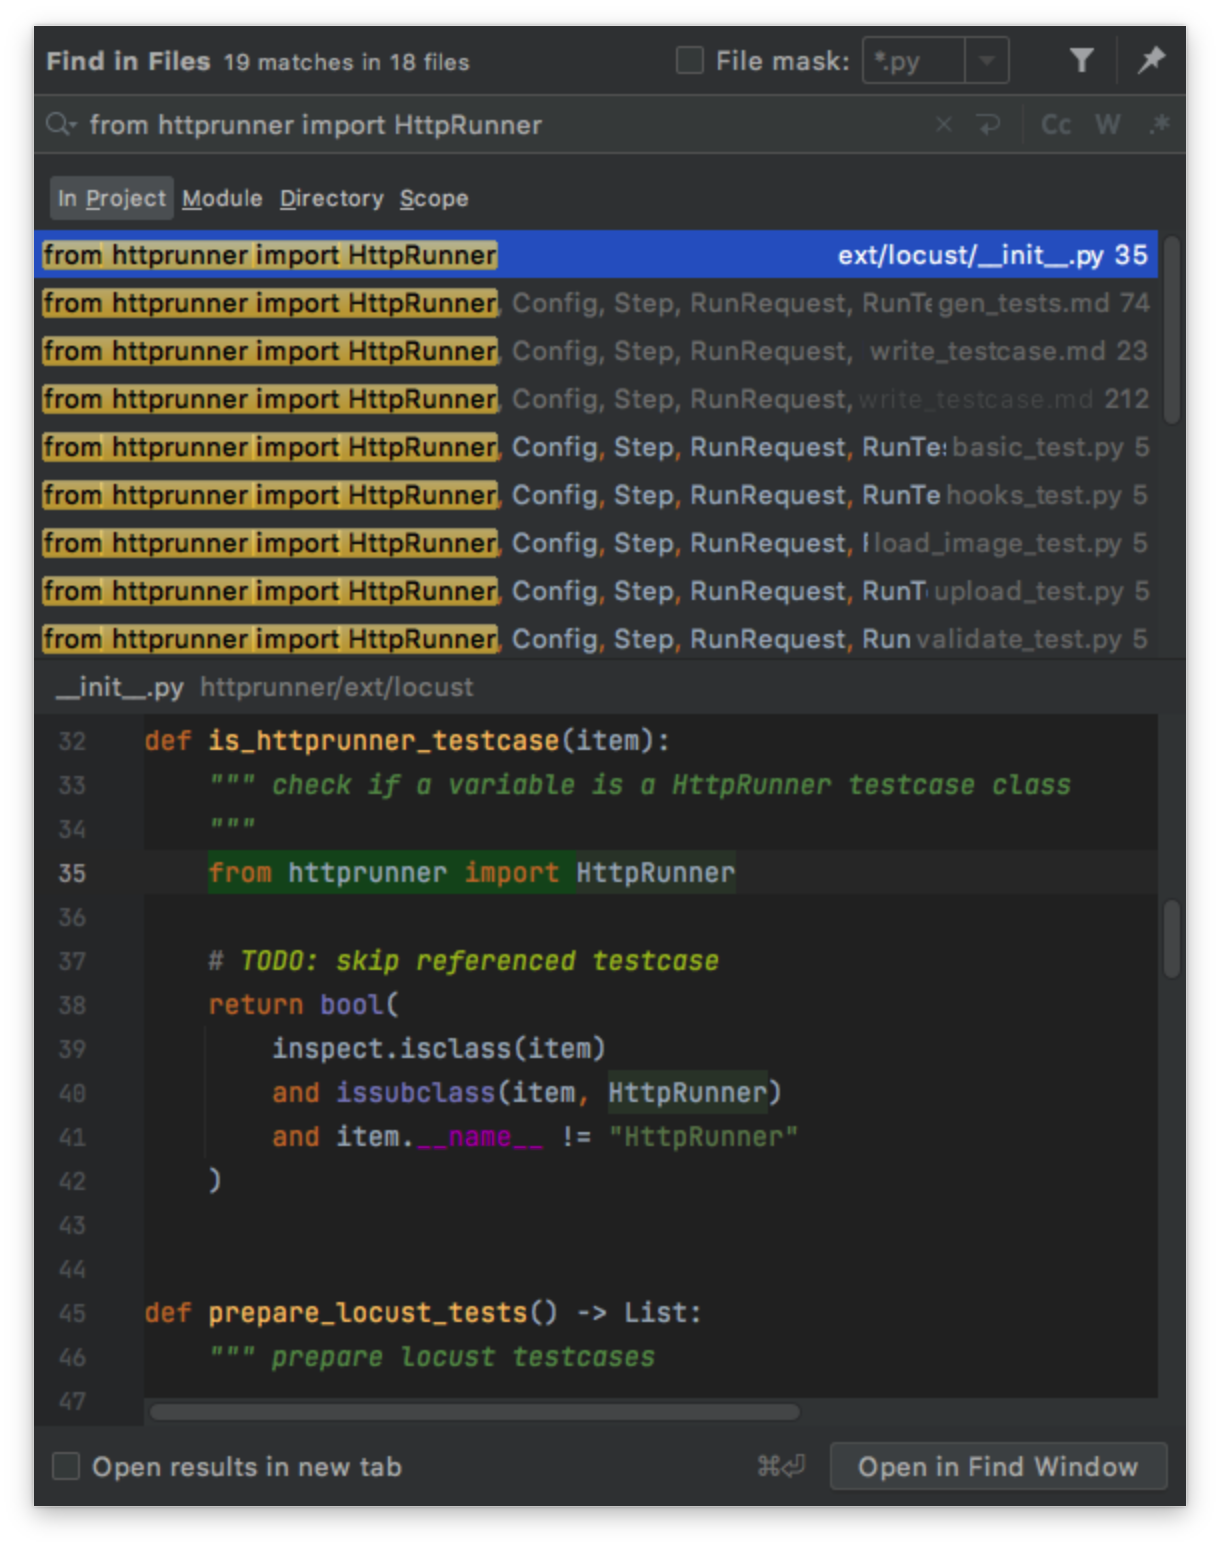 Find in Files 19 matches in 18 files File mask: *.py
from httprunner import HttpRunner Cc W .*
In Project Module Directory Scope
from httprunner import HttpRunner ext/locust/__init__.py 35
from httprunner import HttpRunner, Config, Step, RunRequest, RunTe gen_tests.md 74
from httprunner import HttpRunner, Config, Step, RunRequest, write_testcase.md 23
from httprunner import HttpRunner, Config, Step, RunRequest, write_testcase.md 212
from httprunner import HttpRunner, Config, Step, RunRequest, RunTes basic_test.py 5
from httprunner import HttpRunner, Config, Step, RunRequest, RunTe hooks_test.py 5
from httprunner import HttpRunner, Config, Step, RunRequest, load_image_test.py 5
from httprunner import HttpRunner, Config, Step, RunRequest, RunT upload_test.py 5
from httprunner import HttpRunner, Config, Step, RunRequest, Run validate_test.py 5
__init__.py httprunner/ext/locust
32 def is_httprunner_testcase(item):
33 """ check if a variable is a HttpRunner testcase class
34 """
35 from httprunner import HttpRunner
36
37 # TODO: skip referenced testcase
38 return bool(
39 inspect.isclass(item)
40 and issubclass(item, HttpRunner)
41 and item.__name__ != "HttpRunner"
42 )
43
44
45 def prepare_locust_tests() -> List:
46 """ prepare locust testcases
47
Open results in new tab ⌘⏎ Open in Find Window